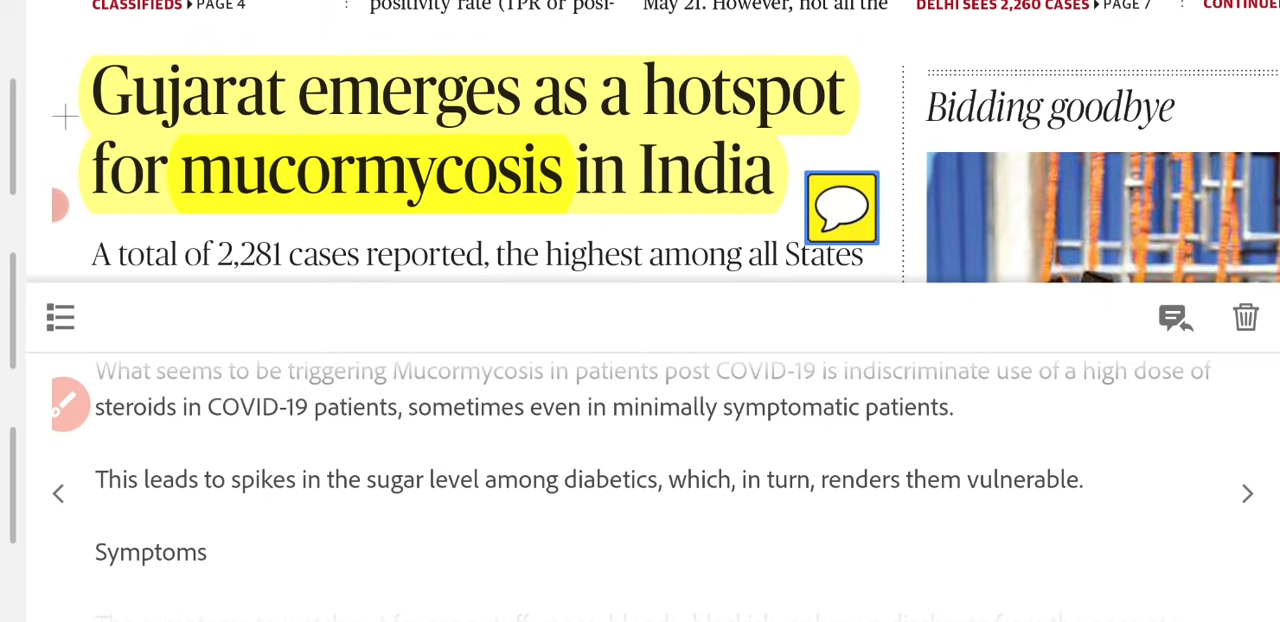 CLASSIFIEDS PAGE 4
positivity rate (TPR or posi-
May 21. However, not all the
DELHI SEES 2,260 CASES PAGE 7
Gujarat emerges as a hotspot
for mucormycosis in India
A total of 2,281 cases reported, the highest among all States
Bidding goodbye
What seems to be triggering Mucormycosis in patients post COVID-19 is indiscriminate use of a high dose of
steroids in COVID-19 patients, sometimes even in minimally symptomatic patients.
This leads to spikes in the sugar level among diabetics, which, in turn, renders them vulnerable.
Symptoms